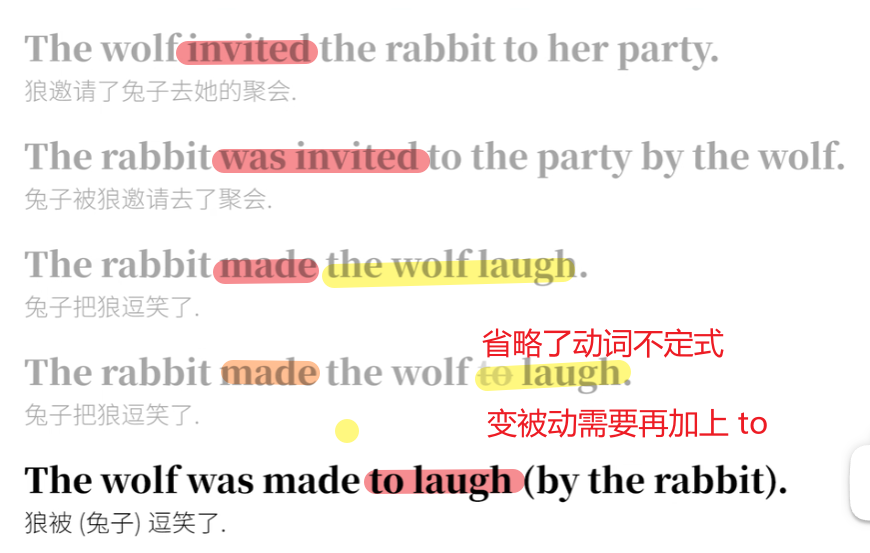 The wolf invited the rabbit to her party.
狼邀请了兔子去她的聚会.
The rabbit was invited to the party by the wolf.
兔子被狼邀请去了聚会.
The rabbit made the wolf laugh.
兔子把狼逗笑了.
省略了动词不定式
The rabbit made the wolf to laugh.
兔子把狼逗笑了.
变被动需要再加上 to
The wolf was made to laugh (by the rabbit).
狼被 (兔子) 逗笑了.